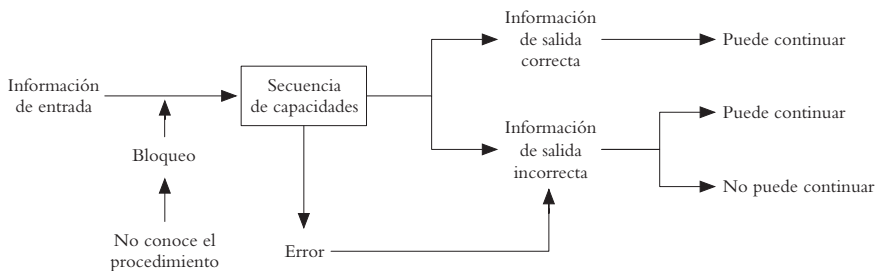 Información
de entrada
Bloqueo
No conoce el
procedimiento
Secuencia
de capacidades
Error
Información
de salida
correcta
Puede continuar
Información
de salida
incorrecta
Puede continuar
No puede continuar